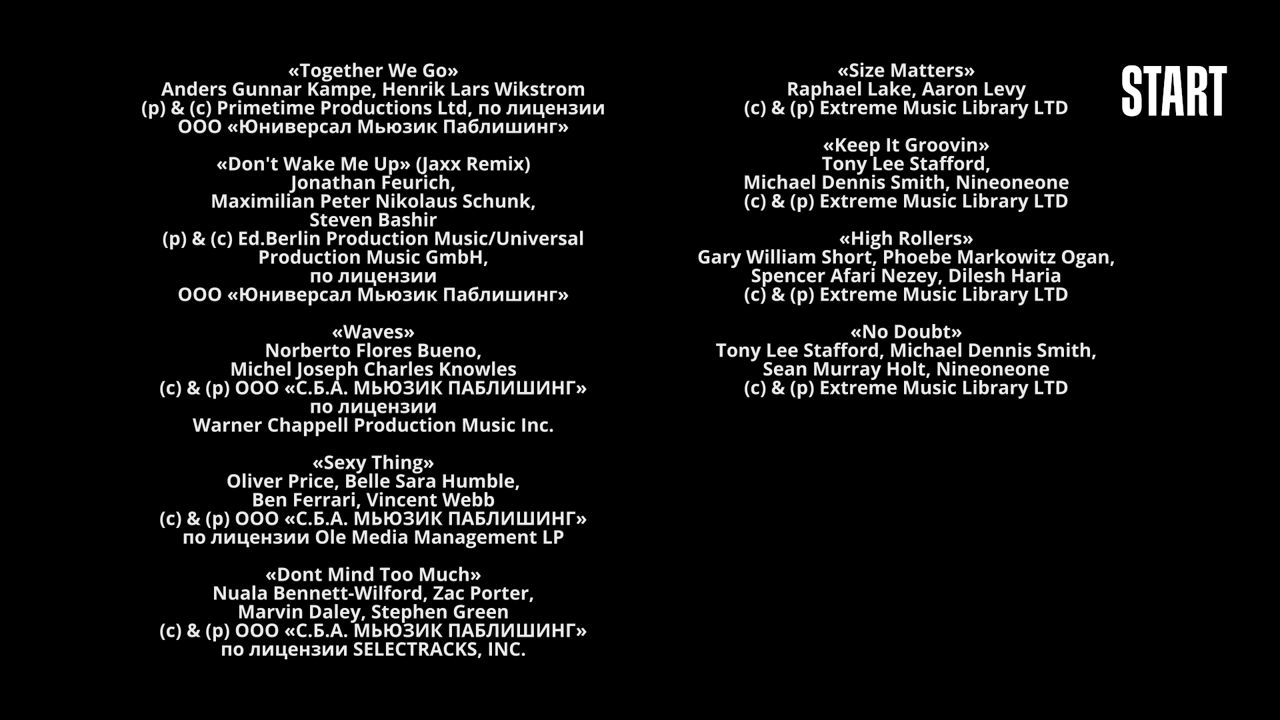 «Together We Go»
Anders Gunnar Kampe, Henrik Lars Wikstrom
(p) & (c) Primetime Productions Ltd, по лицензии
ООО «Юниверсал Мьюзик Паблишинг»
«Don't Wake Me Up» (Jaxx Remix)
Jonathan Feurich,
Maximilian Peter Nikolaus Schunk,
Steven Bashir
(p) & (c) Ed.Berlin Production Music/Universal
Production Music GmbH,
по лицензии
ООО «Юниверсал Мьюзик Паблишинг»
«Waves»
Norberto Flores Bueno,
Michel Joseph Charles Knowles
(c) & (p) ООО «С.Б.А. МЬЮЗИК ПАБЛИШИНГ»
по лицензии
Warner Chappell Production Music Inc.
«Sexy Thing»
Oliver Price, Belle Sara Humble,
Ben Ferrari, Vincent Webb
(c) & (p) ООО «С.Б.А. МЬЮЗИК ПАБЛИШИНГ»
по лицензии Ole Media Management LP
«Dont Mind Too Much»
Nuala Bennett-Wilford, Zac Porter,
Marvin Daley, Stephen Green
(c) & (p) ООО «С.Б.А. МЬЮЗИК ПАБЛИШИНГ»
по лицензии SELECTRACKS, INC.
«Size Matters»
Raphael Lake, Aaron Levy
(c) & (p) Extreme Music Library LTD
«Keep It Groovin»
Tony Lee Stafford,
Michael Dennis Smith, Nineoneone
(c) & (p) Extreme Music Library LTD
«High Rollers»
Gary William Short, Phoebe Markowitz Ogan,
Spencer Afari Nezey, Dilesh Haria
(c) & (p) Extreme Music Library LTD
«No Doubt»
Tony Lee Stafford, Michael Dennis Smith,
Sean Murray Holt, Nineoneone
(c) & (p) Extreme Music Library LTD
START